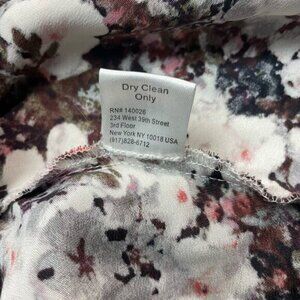 Dry Clean
Only
RN# 140026
234 West 39th Street
3rd Floor
New York NY 10018 USA
(917)828-6712